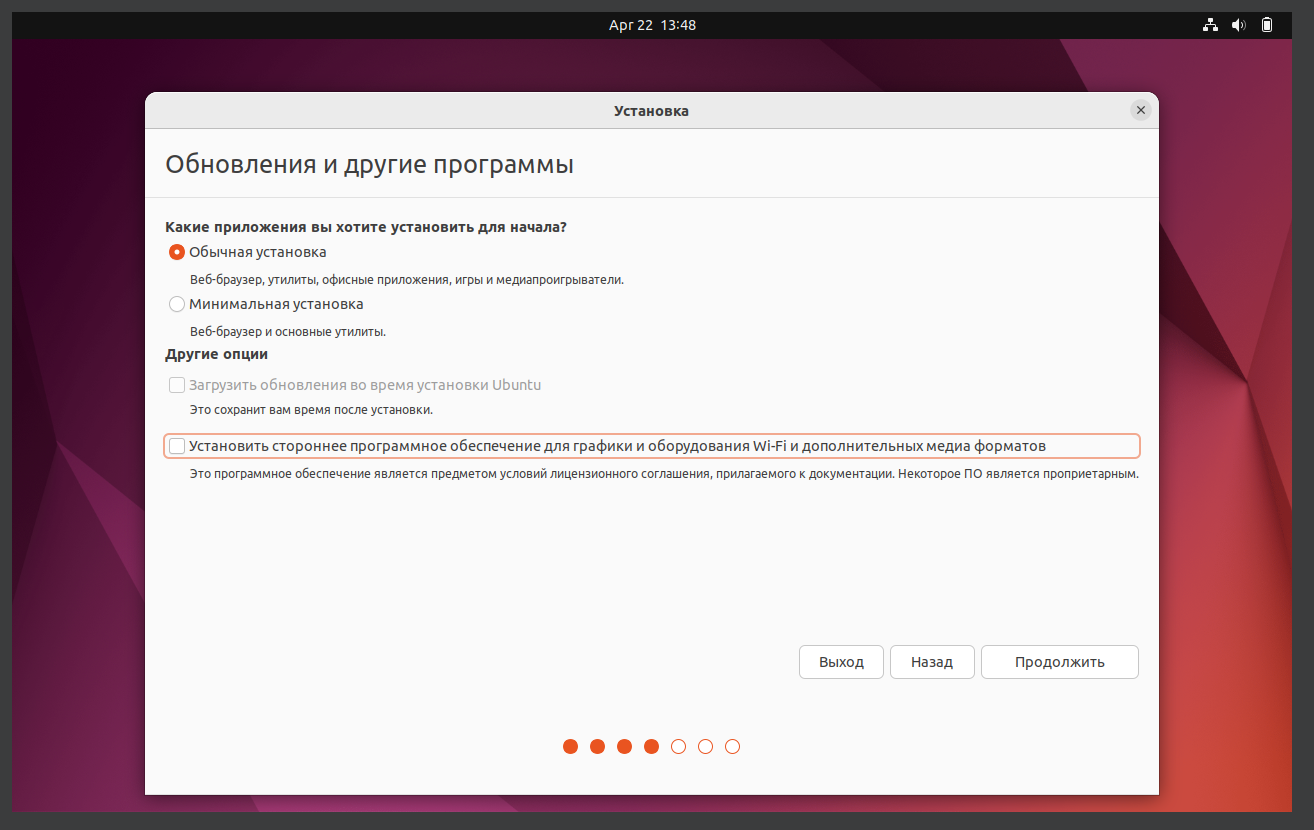 Apr 22 13:48
Установка
Обновления и другие программы
Какие приложения вы хотите установить для начала?
Обычная установка
Веб-браузер, утилиты, офисные приложения, игры и медиапроигрыватели.
Минимальная установка
Веб-браузер и основные утилиты.
Другие опции
Загрузить обновления во время установки Ubuntu
Это сохранит вам время после установки.
Установить стороннее программное обеспечение для графики и оборудования Wi-Fi и дополнительных медиа форматов
Это программное обеспечение является предметом условий лицензионного соглашения, прилагаемого к документации. Некоторое ПО является проприетарным.
Выход Назад Продолжить